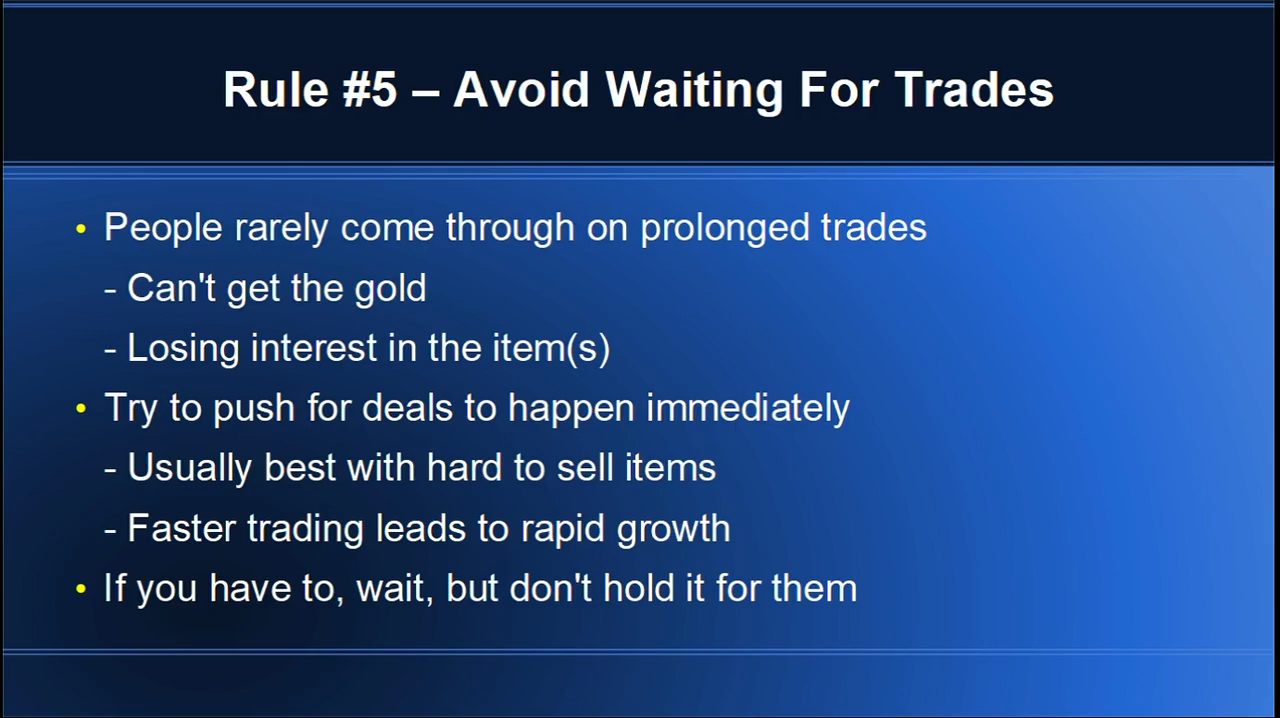 Rule #5 – Avoid Waiting For Trades
• People rarely come through on prolonged trades
- Can't get the gold
- Losing interest in the item(s)
• Try to push for deals to happen immediately
- Usually best with hard to sell items
- Faster trading leads to rapid growth
• If you have to, wait, but don't hold it for them